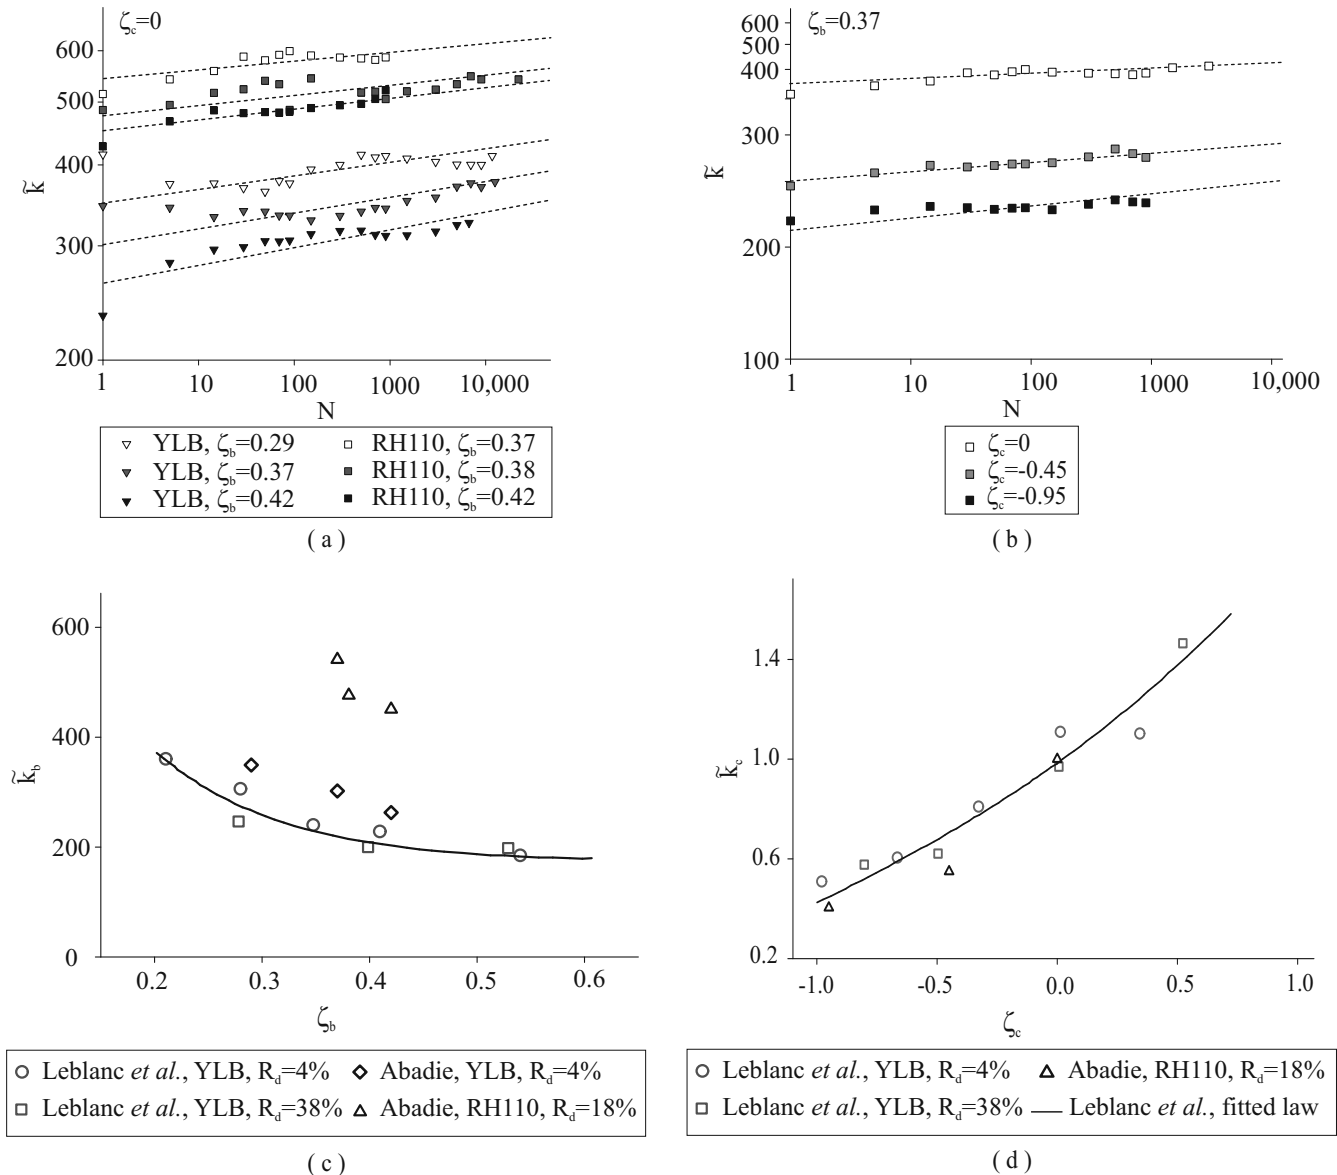 ζc=0
600
500
400
300
200
k̃
1
10
100
1000
10,000
N
YLB, ζb=0.29
RH110, ζb=0.37
YLB, ζb=0.37
RH110, ζb=0.38
YLB, ζb=0.42
RH110, ζb=0.42
( a )
ζb=0.37
600
500
400
300
200
100
k̃
1
10
100
1000
10,000
N
ζc=0
ζc=-0.45
ζc=-0.95
( b )
600
400
200
0
k̃b
0.2
0.3
0.4
0.5
0.6
ζb
Leblanc et al., YLB, Rd=4%
Abadie, YLB, Rd=4%
Leblanc et al., YLB, Rd=38%
Abadie, RH110, Rd=18%
( c )
1.4
1.0
0.6
0.2
k̃c
-1.0
-0.5
0.0
0.5
1.0
ζc
Leblanc et al., YLB, Rd=4%
Abadie, RH110, Rd=18%
Leblanc et al., YLB, Rd=38%
Leblanc et al., fitted law
( d )